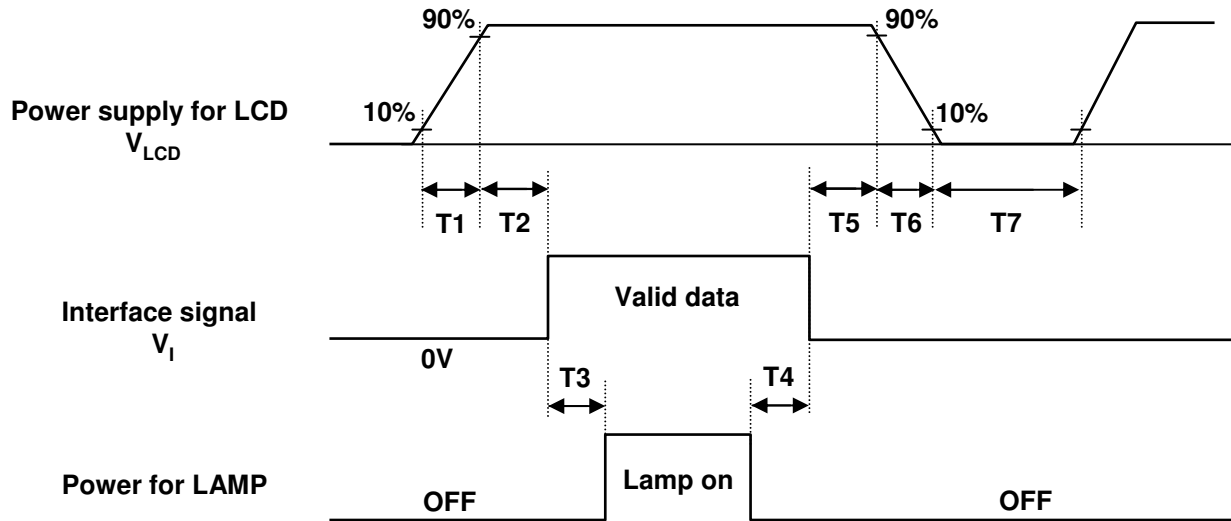 90%
90%
Power supply for LCD
10%
10%
V_LCD
T1
T2
T5
T6
T7
Valid data
Interface signal
V_I
0V
T3
T4
Lamp on
Power for LAMP
OFF
OFF